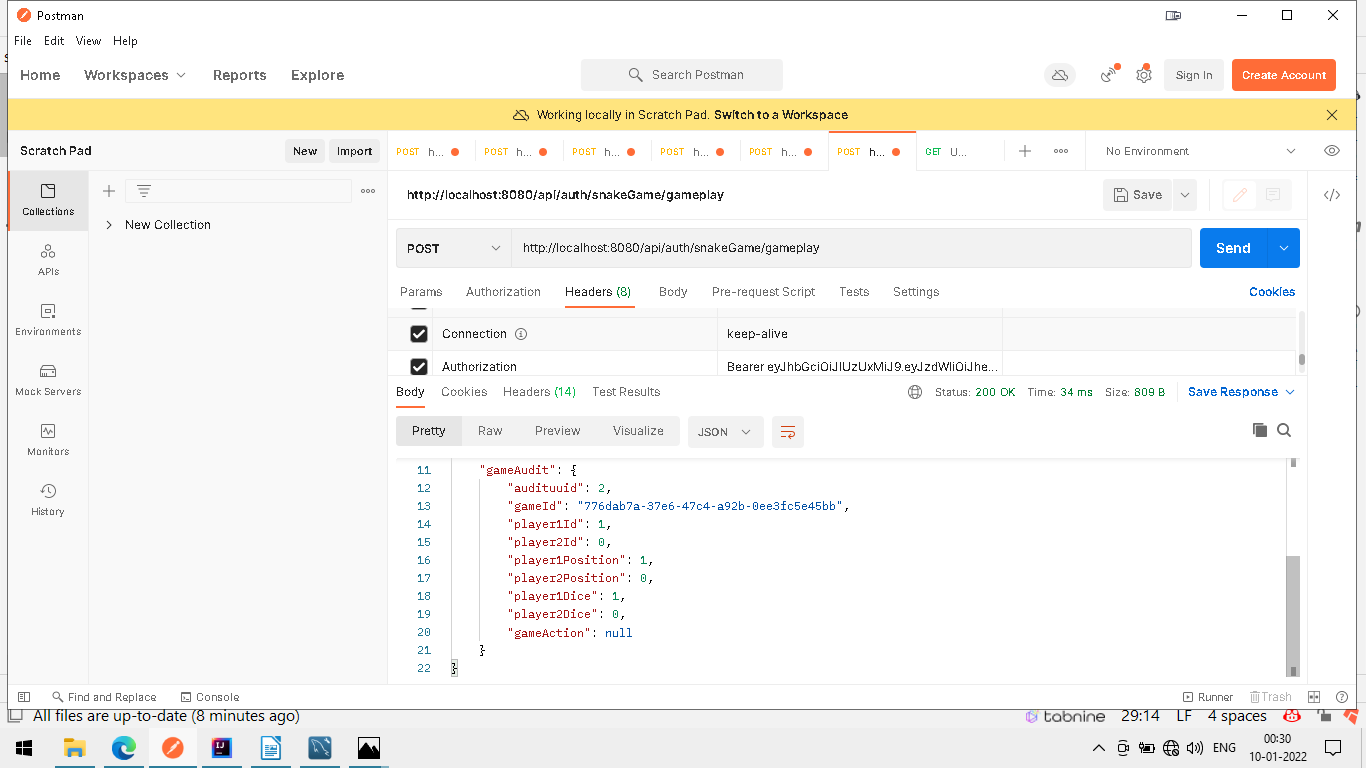 Postman
File Edit View Help
Home Workspaces Reports Explore Search Postman Sign In Create Account
Working locally in Scratch Pad. Switch to a Workspace
Scratch Pad New Import POST h... POST h... POST h... POST h... POST h... POST h... GET U... No Environment
Collections
APIs
Environments
Mock Servers
Monitors
History
New Collection
http://localhost:8080/api/auth/snakeGame/gameplay Save
POST http://localhost:8080/api/auth/snakeGame/gameplay Send
Params Authorization Headers (8) Body Pre-request Script Tests Settings Cookies
Connection keep-alive
Authorization Bearer eyJhbGciOiJIUzUxMiJ9.eyJzdWIiOiJhe...
Body Cookies Headers (14) Test Results Status: 200 OK Time: 34 ms Size: 809 B Save Response
Pretty Raw Preview Visualize JSON
11 "gameAudit": {
12 "audituuid": 2,
13 "gameId": "776dab7a-37e6-47c4-a92b-0ee3fc5e45bb",
14 "player1Id": 1,
15 "player2Id": 0,
16 "player1Position": 1,
17 "player2Position": 0,
18 "player1Dice": 1,
19 "player2Dice": 0,
20 "gameAction": null
21 }
22 }
Find and Replace Console Runner Trash
All files are up-to-date (8 minutes ago) tabnine 29:14 LF 4 spaces
ENG 00:30
10-01-2022